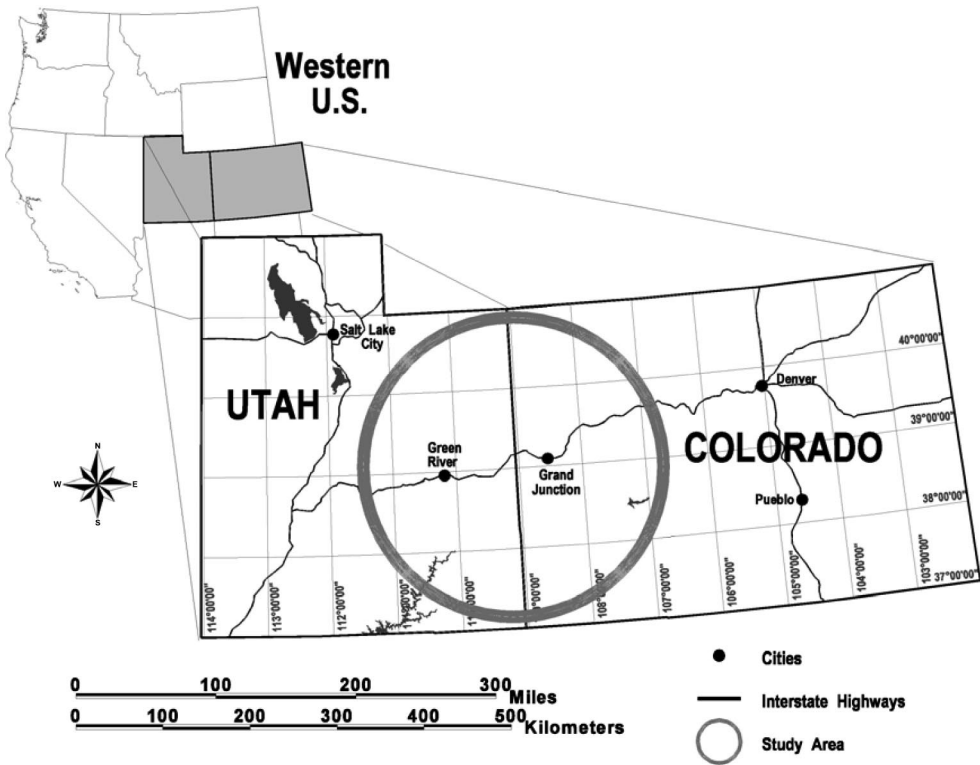 Western
U.S.
Salt Lake
City
UTAH
Green
River
Grand
Junction
Denver
COLORADO
Pueblo
40°00'00"
39°00'00"
38°00'00"
37°00'00"
114°00'00"
113°00'00"
112°00'00"
108°00'00"
107°00'00"
106°00'00"
105°00'00"
104°00'00"
103°00'00"
N
W
E
S
0 100 200 300 Miles
0 100 200 300 400 500 Kilometers
Cities
Interstate Highways
Study Area